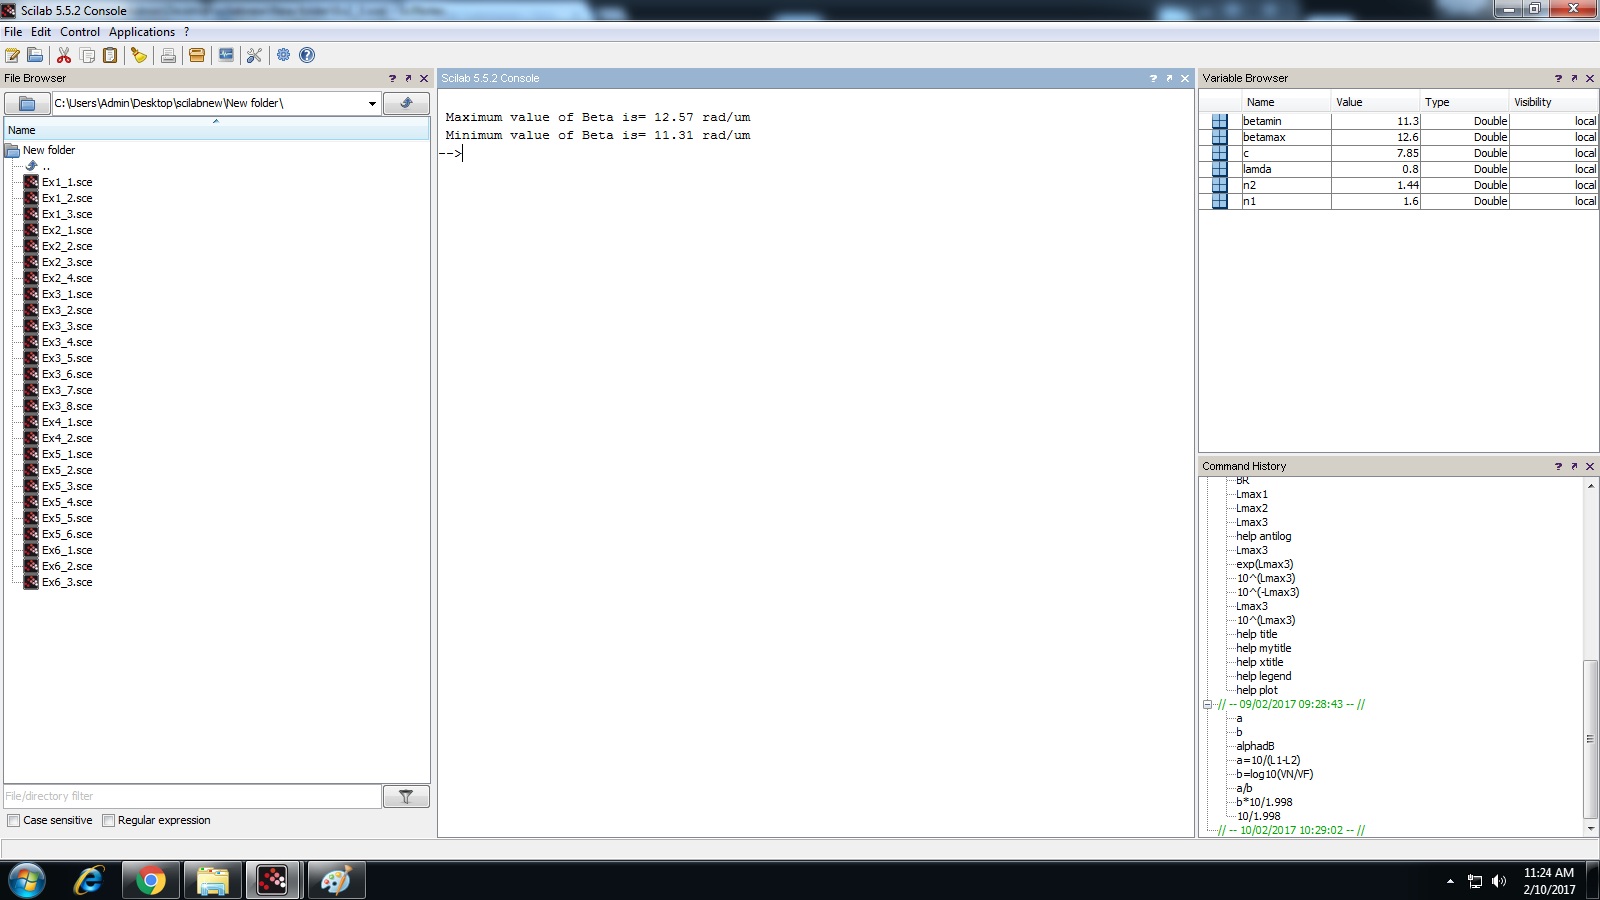 Scilab 5.5.2 Console
File Edit Control Applications ?
File Browser
C:\Users\Admin\Desktop\scilabnew\New folder\
Name
New folder
..
Ex1_1.sce
Ex1_2.sce
Ex1_3.sce
Ex2_1.sce
Ex2_2.sce
Ex2_3.sce
Ex2_4.sce
Ex3_1.sce
Ex3_2.sce
Ex3_3.sce
Ex3_4.sce
Ex3_5.sce
Ex3_6.sce
Ex3_7.sce
Ex3_8.sce
Ex4_1.sce
Ex4_2.sce
Ex5_1.sce
Ex5_2.sce
Ex5_3.sce
Ex5_4.sce
Ex5_5.sce
Ex5_6.sce
Ex6_1.sce
Ex6_2.sce
Ex6_3.sce
File/directory filter
Case sensitive Regular expression
Scilab 5.5.2 Console
Maximum value of Beta is= 12.57 rad/um
Minimum value of Beta is= 11.31 rad/um
-->
Variable Browser
Name Value Type Visibility
betamin 11.3 Double local
betamax 12.6 Double local
c 7.85 Double local
lamda 0.8 Double local
n2 1.44 Double local
n1 1.6 Double local
Command History
BR
Lmax1
Lmax2
Lmax3
help antilog
Lmax3
exp(Lmax3)
10^(Lmax3)
10^(-Lmax3)
Lmax3
10^(Lmax3)
help title
help mytitle
help xtitle
help legend
help plot
// -- 09/02/2017 09:28:43 -- //
a
b
alphadB
a=10/(L1-L2)
b=log10(VN/VF)
a/b
b*10/1.998
10/1.998
// -- 10/02/2017 10:29:02 -- //
11:24 AM
2/10/2017